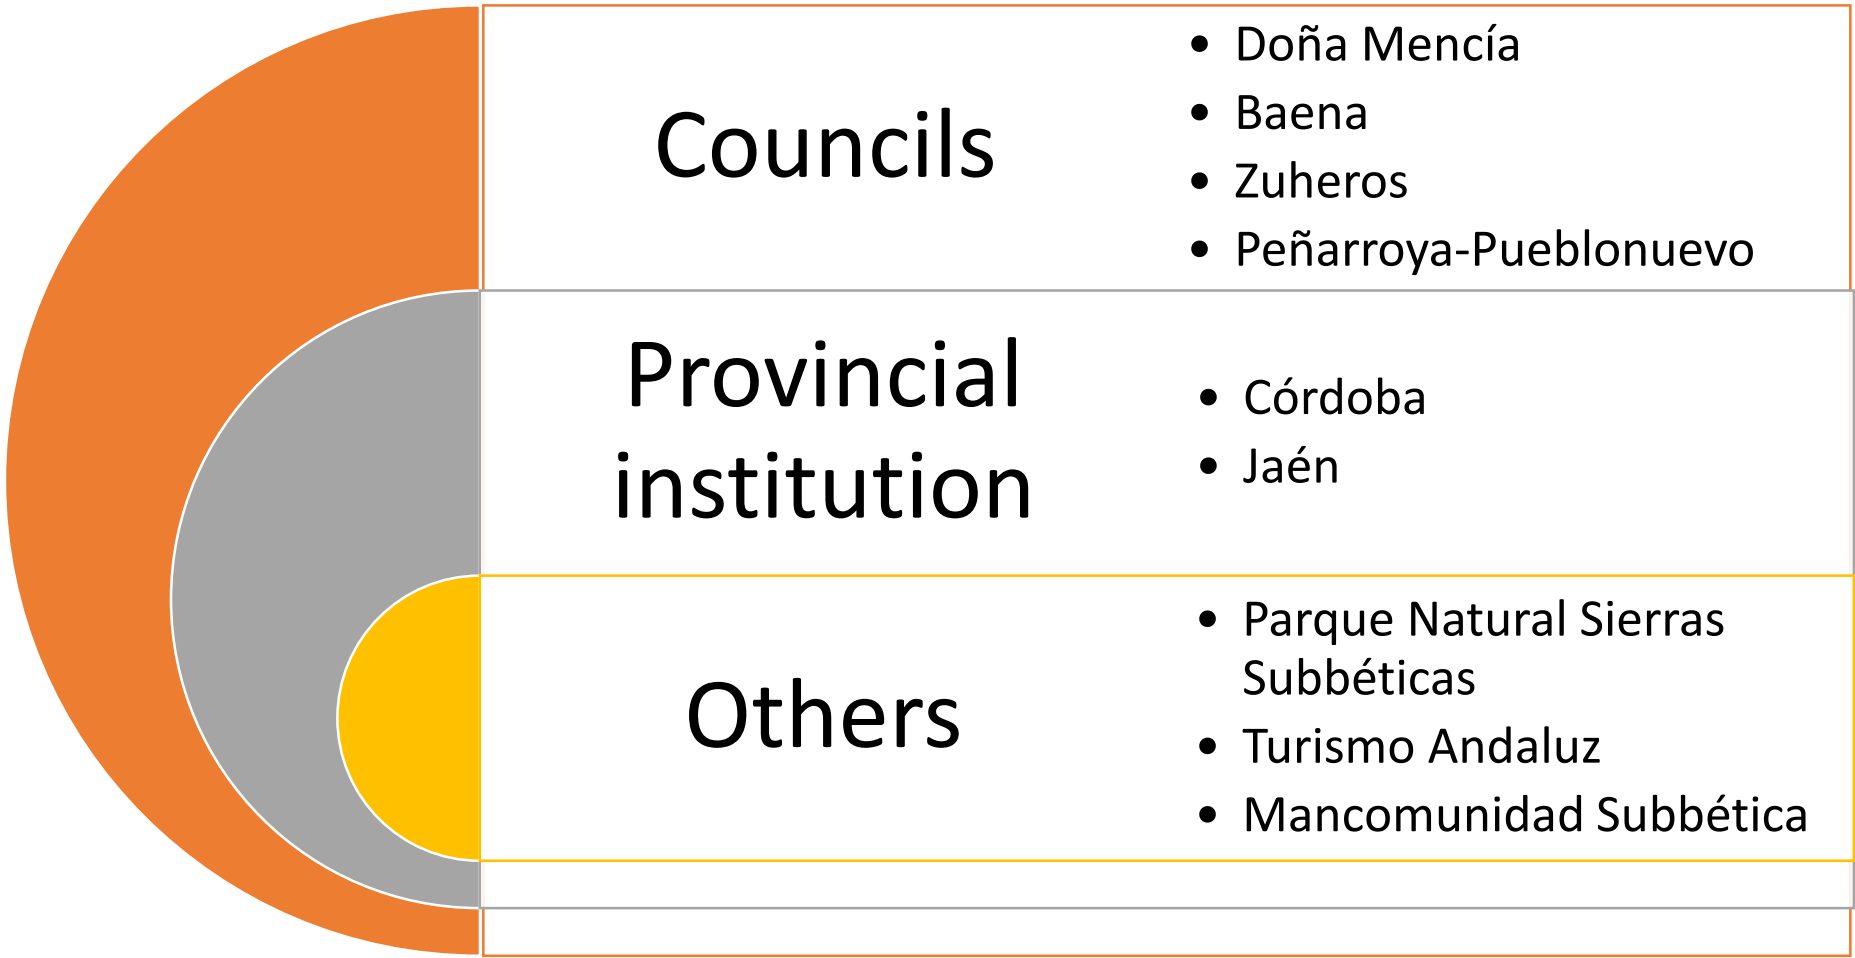 Councils
• Doña Mencía
• Baena
• Zuheros
• Peñarroya-Pueblonuevo
Provincial
institution
• Córdoba
• Jaén
Others
• Parque Natural Sierras
Subbéticas
• Turismo Andaluz
• Mancomunidad Subbética